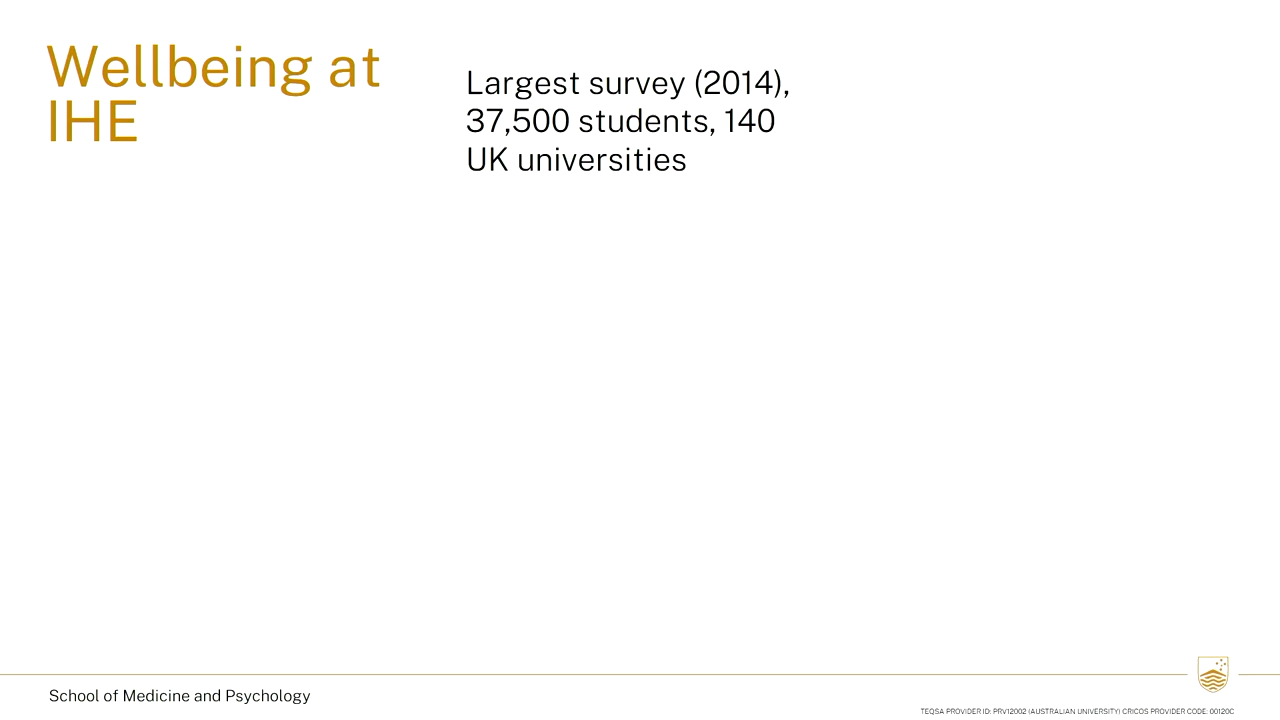 Wellbeing at
IHE
Largest survey (2014),
37,500 students, 140
UK universities
School of Medicine and Psychology
TEQSA PROVIDER ID: PRV12002 (AUSTRALIAN UNIVERSITY) CRICOS PROVIDER CODE: 00120C